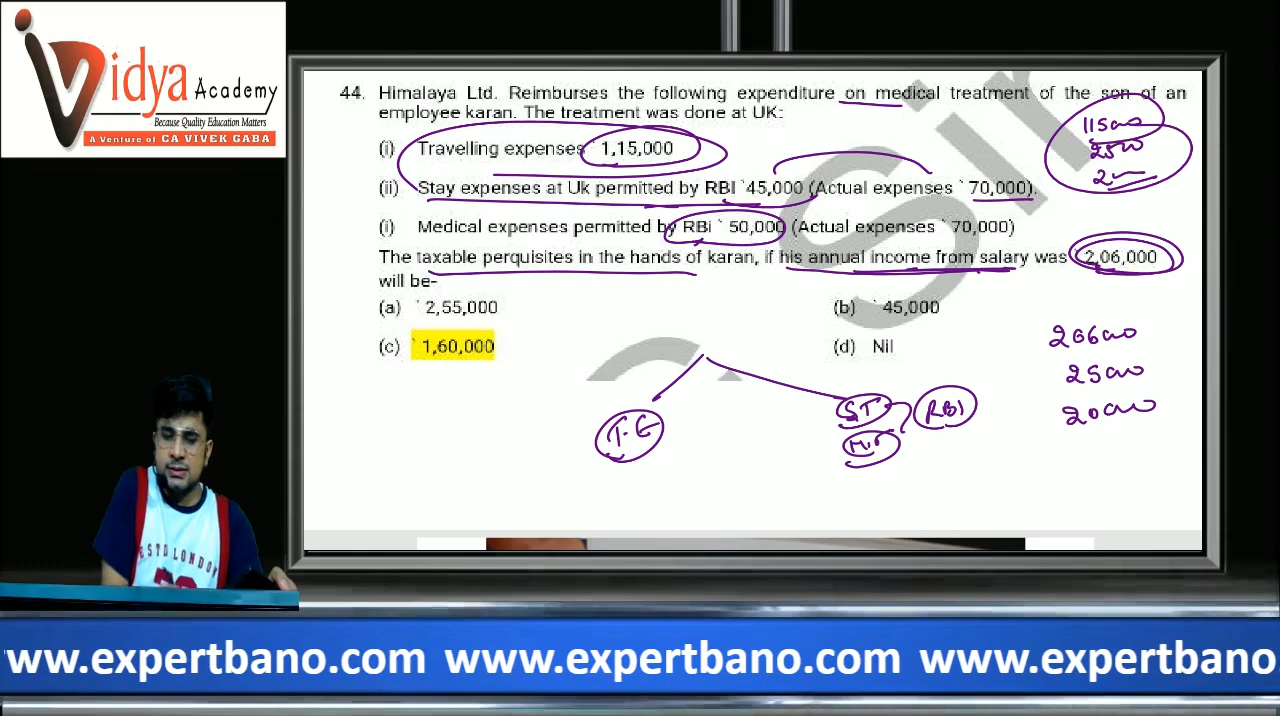 Vidya
Academy
Because Quality Education Matters
A Venture of CA VIVEK GABA
44. Himalaya Ltd. Reimburses the following expenditure on medical treatment of the son of an
employee karan. The treatment was done at UK:
(i) Travelling expenses ` 1,15,000
(ii) Stay expenses at Uk permitted by RBI ` 45,000 (Actual expenses ` 70,000).
(i) Medical expenses permitted by RBi ` 50,000 (Actual expenses ` 70,000)
The taxable perquisites in the hands of karan, if his annual income from salary was ` 2,06,000
will be-
(a) ` 2,55,000 (b) ` 45,000
(c) ` 1,60,000 (d) Nil
115000
206000
25000
20000
T.E
ST
RBI
ESTD LONDON
www.expertbano.com www.expertbano.com www.expertbano